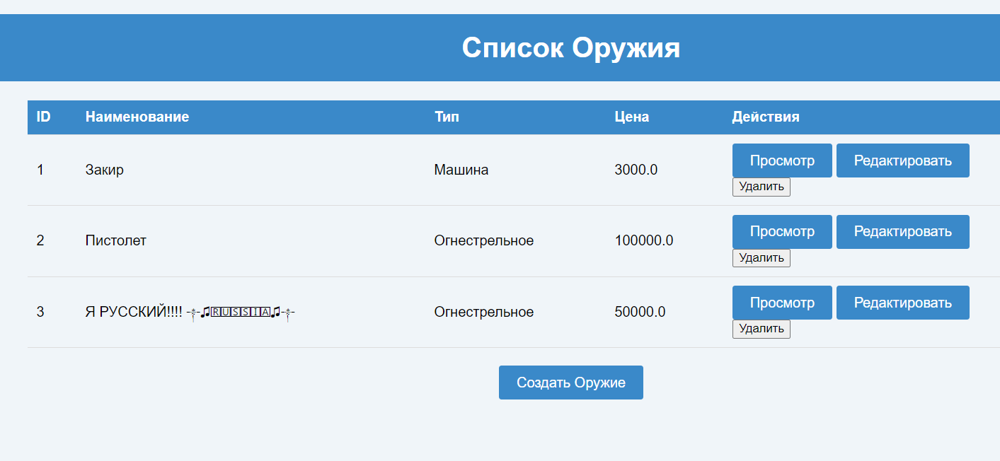 Список Оружия
ID Наименование Тип Цена Действия
1 Закир Машина 3000.0 Просмотр Редактировать
Удалить
2 Пистолет Огнестрельное 100000.0 Просмотр Редактировать
Удалить
3 Я РУССКИЙ!!!! -༒-♫🅁🅄🅂🅂🄸🄰♫-༒- Огнестрельное 50000.0 Просмотр Редактировать
Удалить
Создать Оружие